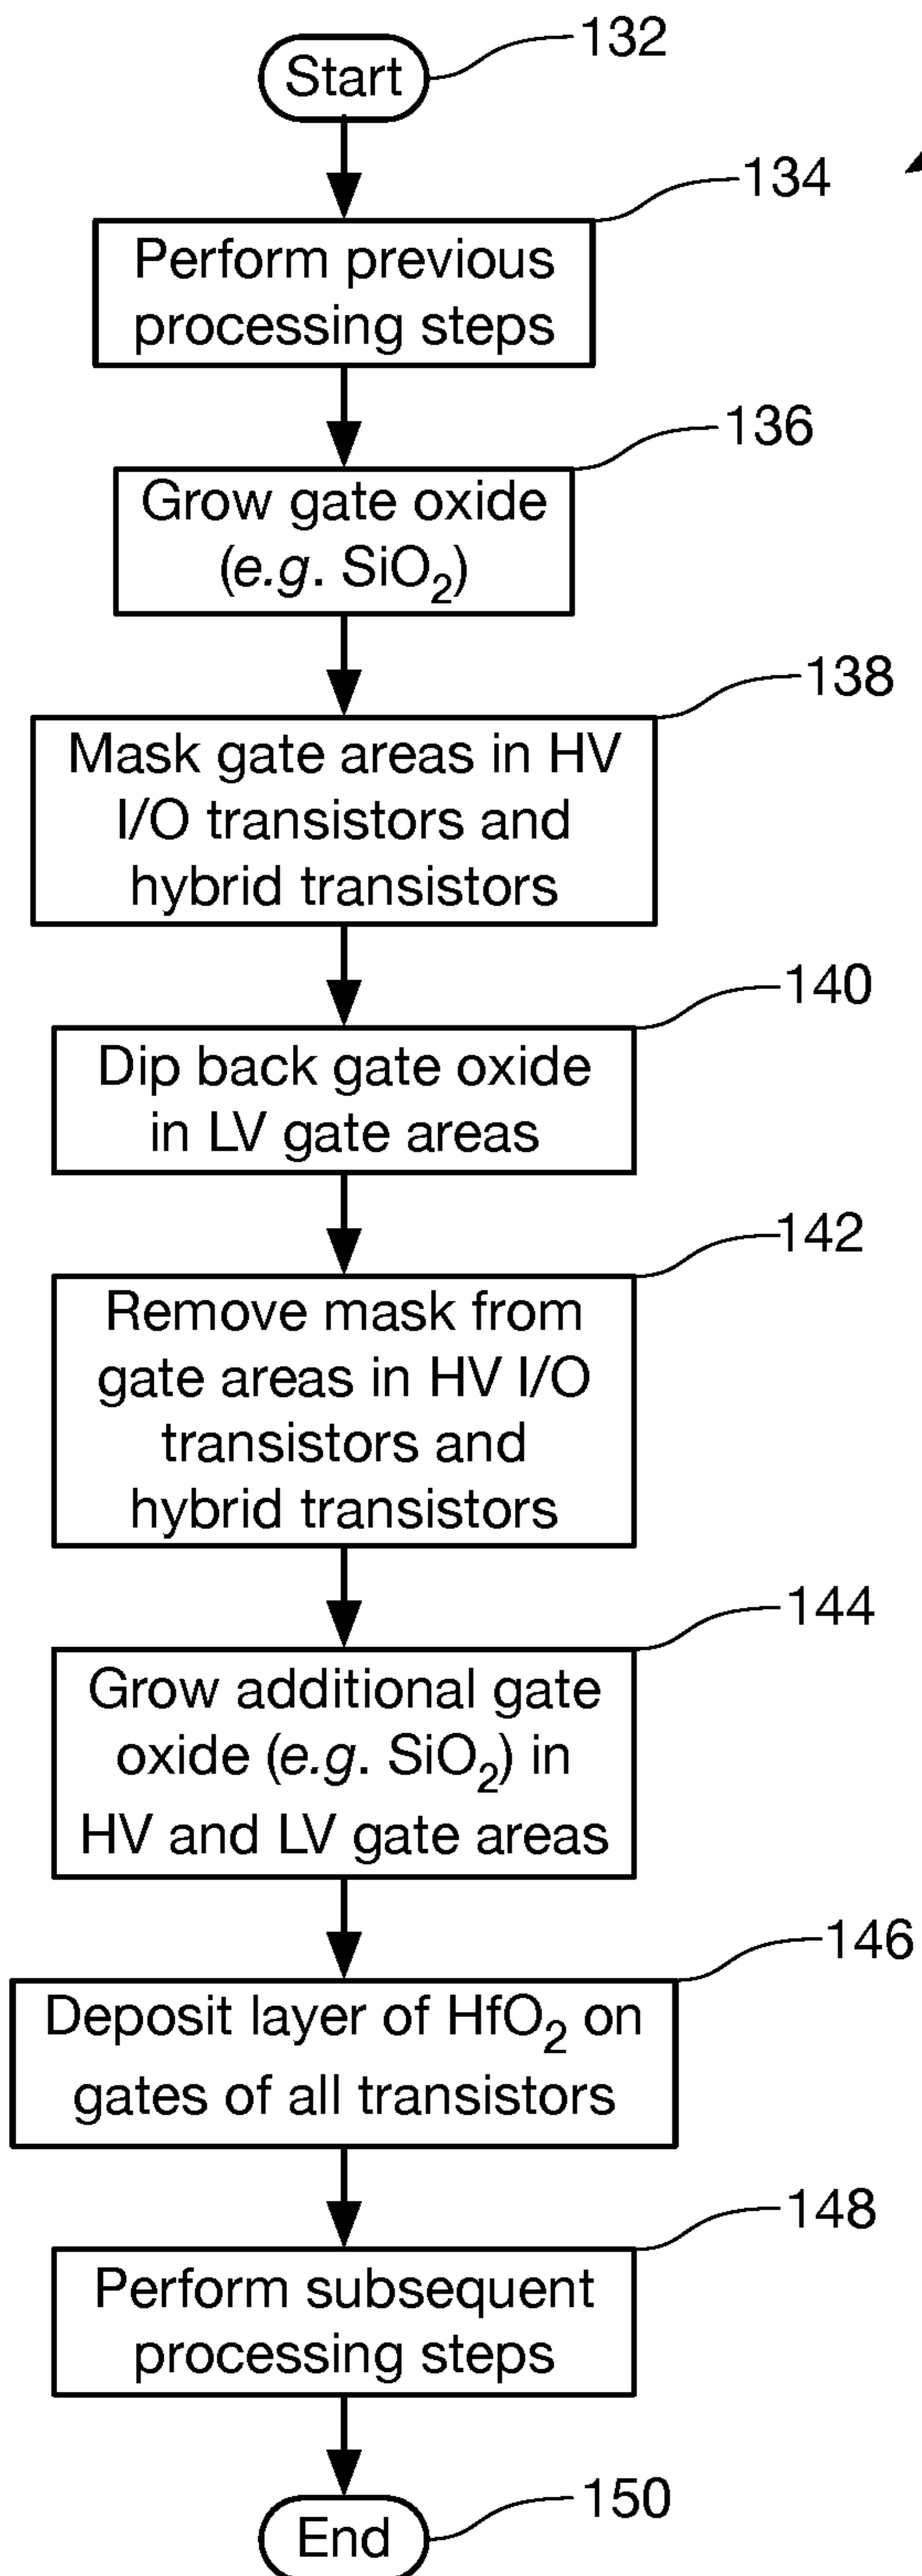 Start
132
134
Perform previous
processing steps
136
Grow gate oxide
(e.g. SiO₂)
138
Mask gate areas in HV
I/O transistors and
hybrid transistors
140
Dip back gate oxide
in LV gate areas
142
Remove mask from
gate areas in HV I/O
transistors and
hybrid transistors
144
Grow additional gate
oxide (e.g. SiO₂) in
HV and LV gate areas
146
Deposit layer of HfO₂ on
gates of all transistors
148
Perform subsequent
processing steps
150
End